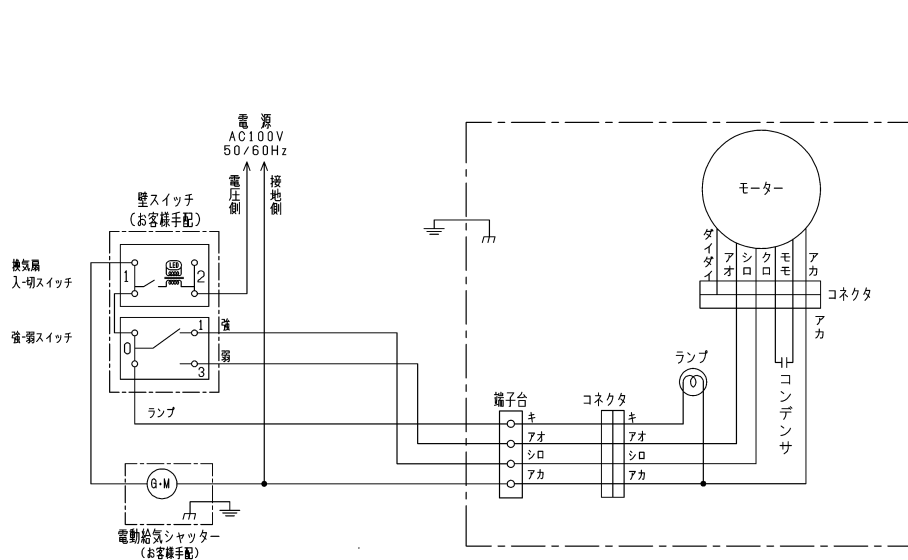 電 源
AC100V
50/60Hz
電圧側
接地側
壁スイッチ
(お客様手配)
換気扇
入-切スイッチ
1
LED
2
強-弱スイッチ
0
1
強
弱
3
ランプ
G・M
電動給気シャッター
(お客様手配)
モーター
ダイダイ
アオ
シロ
クロ
モモ
アカ
コネクタ
アカ
コンデンサ
ランプ
端子台
コネクタ
キ
キ
アオ
アオ
シロ
シロ
アカ
アカ